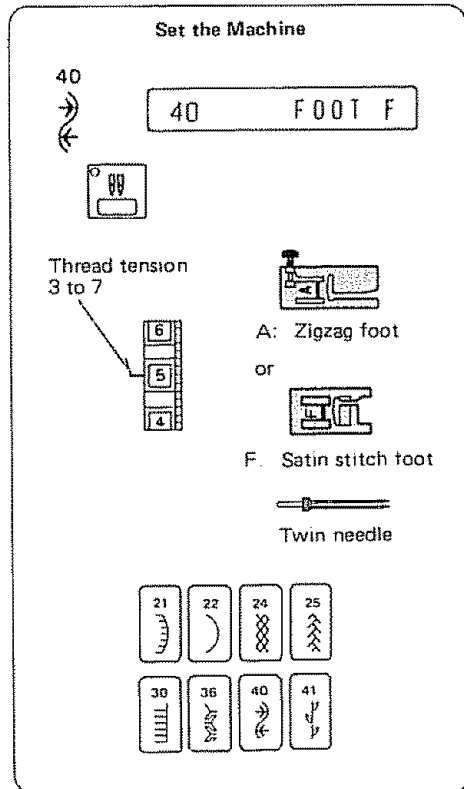 Set the Machine
40
40 FOOT F
Thread tension
3 to 7
6
5
4
A
A: Zigzag foot
or
F
F. Satin stitch foot
Twin needle
21 22 24 25
30 36 40 41